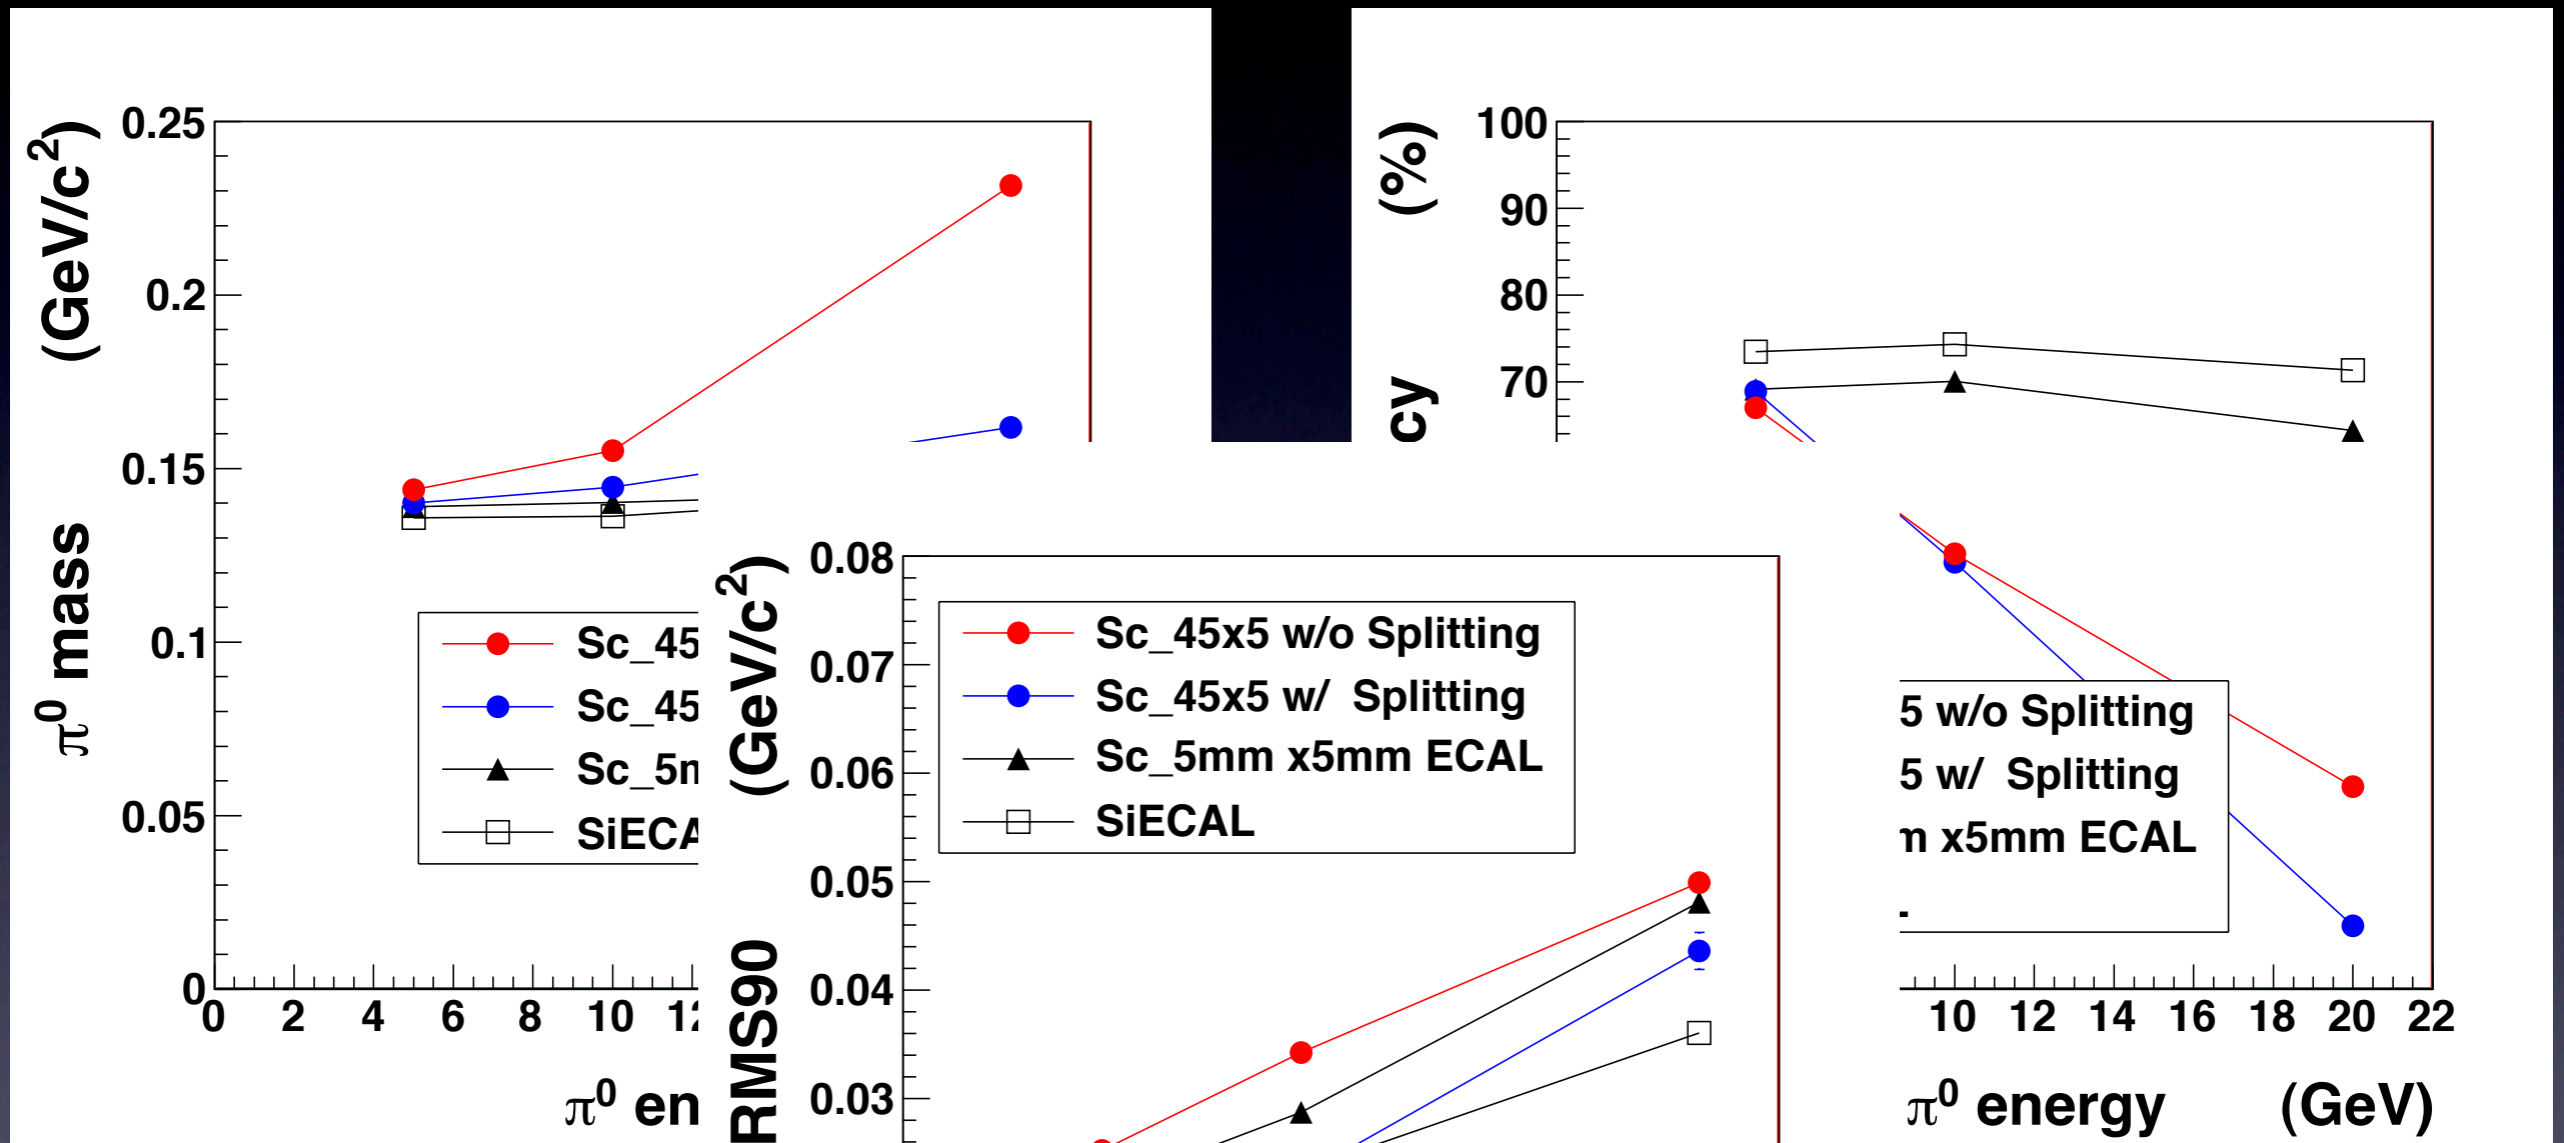 π⁰ mass (GeV/c²)
0.25
0.2
0.15
0.1
0.05
0
0 2 4 6 8 10 12
π⁰ en
Sc_45
Sc_45
Sc_5m
SiECA
RMS90 (GeV/c²)
0.08
0.07
0.06
0.05
0.04
0.03
Sc_45x5 w/o Splitting
Sc_45x5 w/ Splitting
Sc_5mm x5mm ECAL
SiECAL
cy (%)
100
90
80
70
5 w/o Splitting
5 w/ Splitting
m x5mm ECAL
10 12 14 16 18 20 22
π⁰ energy (GeV)